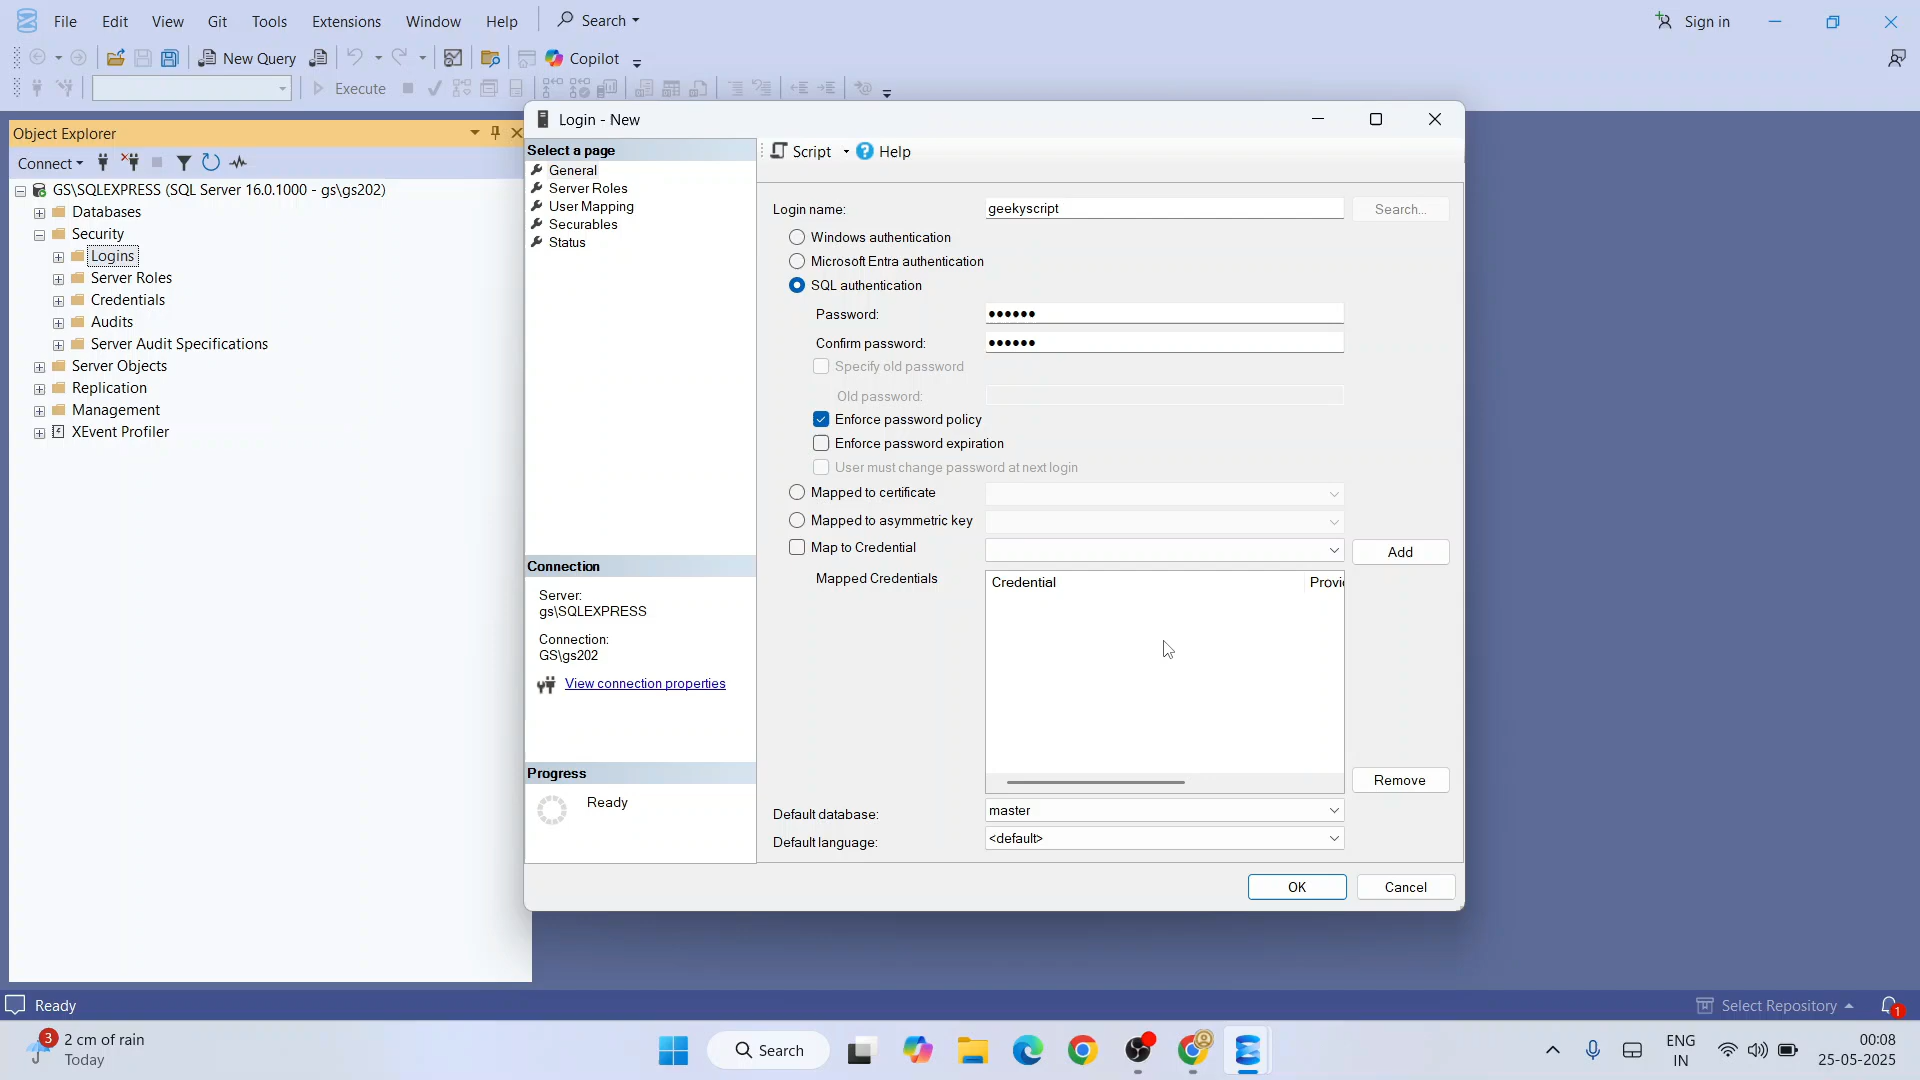 File Edit View Git Tools Extensions Window Help Search Sign in
New Query Copilot
Execute
Object Explorer
Connect
GS\SQLEXPRESS (SQL Server 16.0.1000 - gs\gs202)
Databases
Security
Logins
Server Roles
Credentials
Audits
Server Audit Specifications
Server Objects
Replication
Management
XEvent Profiler
Login - New
Select a page
General
Server Roles
User Mapping
Securables
Status
Connection
Server:
gs\SQLEXPRESS
Connection:
GS\gs202
View connection properties
Progress
Ready
Script Help
Login name: geekyscript Search...
Windows authentication
Microsoft Entra authentication
SQL authentication
Password: ●●●●●●
Confirm password: ●●●●●●
Specify old password
Old password:
Enforce password policy
Enforce password expiration
User must change password at next login
Mapped to certificate
Mapped to asymmetric key
Map to Credential Add
Mapped Credentials Credential Provi
Remove
Default database: master
Default language: <default>
OK Cancel
Ready Select Repository 1
3 2 cm of rain
Today
Search
ENG
IN
00:08
25-05-2025